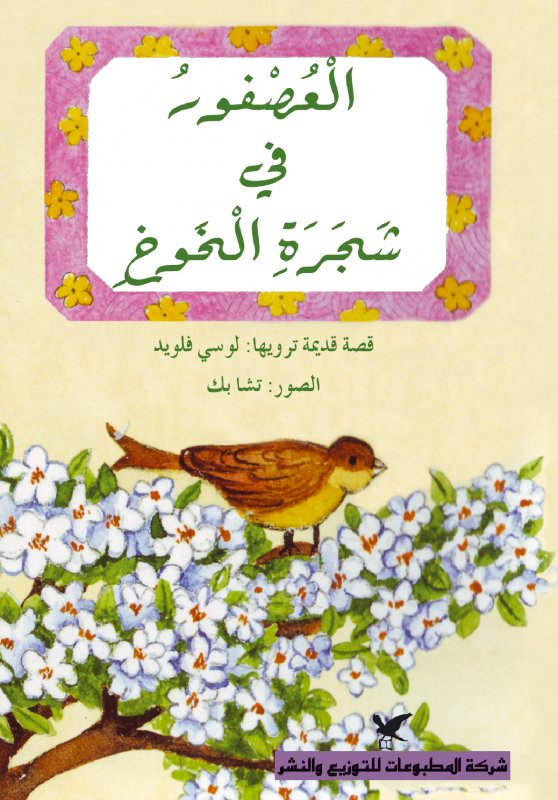 الْعُصْفورُ
في
شَجَرَةِ الْخَوخِ
قصة قديمة ترويها: لوسي فلويد
الصور: تشا بك
شركة المطبوعات للتوزيع والنشر